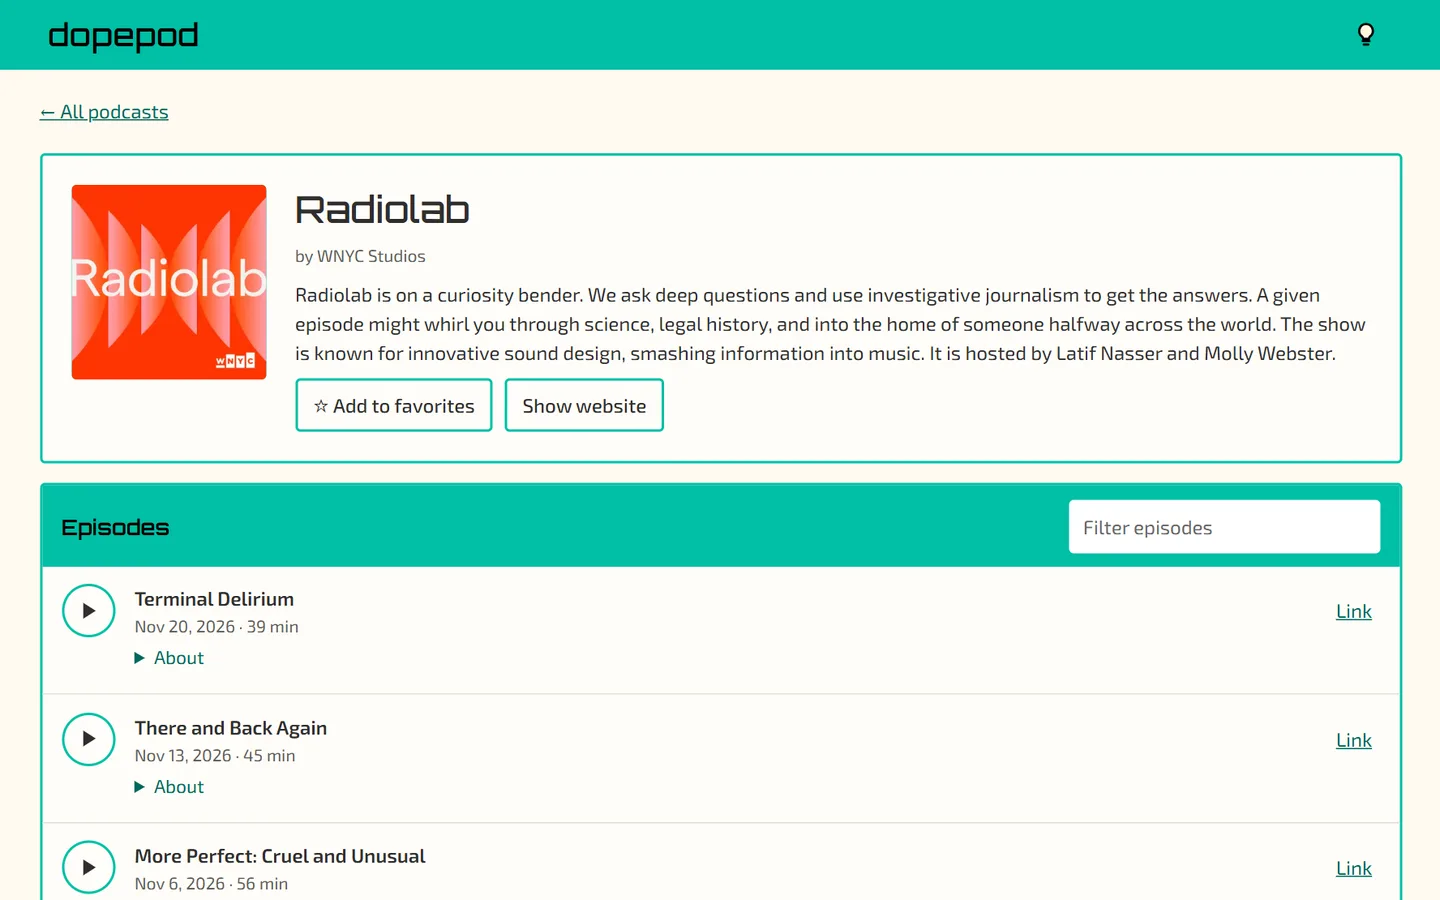 dopepod
← All podcasts
Radiolab
WNYC
Radiolab
by WNYC Studios
Radiolab is on a curiosity bender. We ask deep questions and use investigative journalism to get the answers. A given
episode might whirl you through science, legal history, and into the home of someone halfway across the world. The show
is known for innovative sound design, smashing information into music. It is hosted by Latif Nasser and Molly Webster.
☆ Add to favorites
Show website
Episodes
Filter episodes
Terminal Delirium
Nov 20, 2026 · 39 min
▶ About
Link
There and Back Again
Nov 13, 2026 · 45 min
▶ About
Link
More Perfect: Cruel and Unusual
Nov 6, 2026 · 56 min
Link